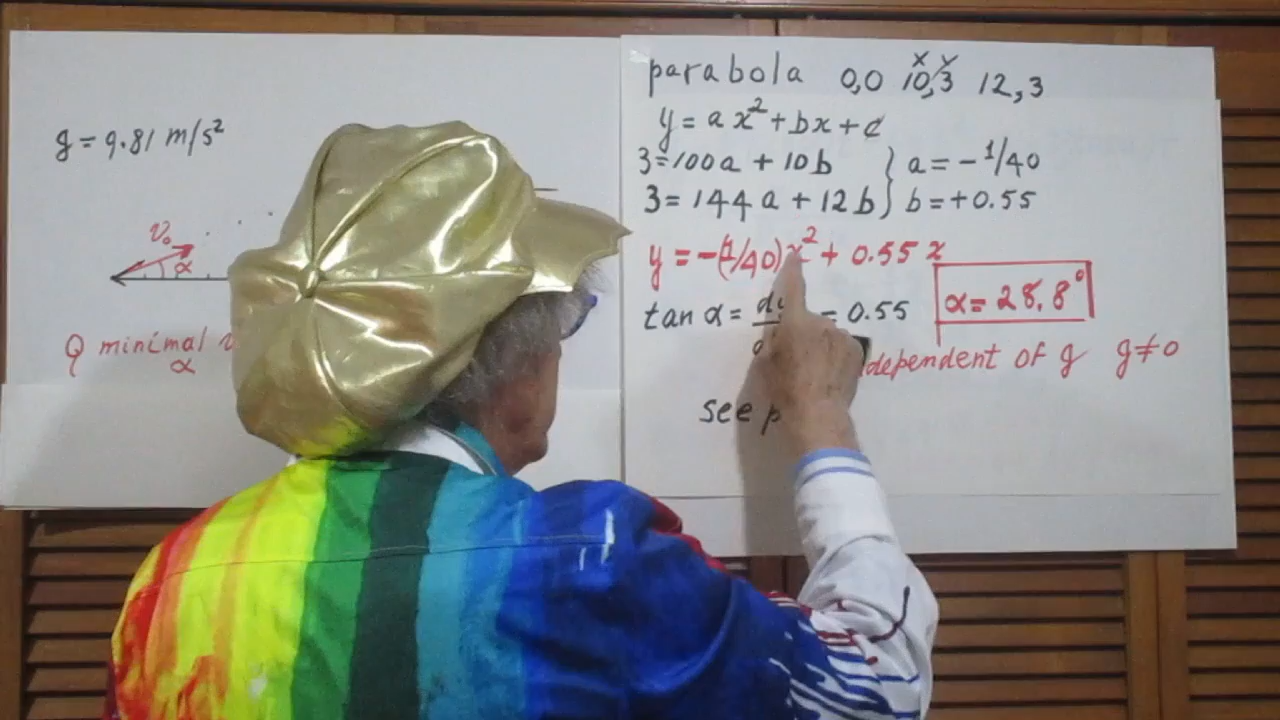 g = 9.81 m/s²
v₀
α
Q minimal
α
parabola 0,0 10,3 12,3
x y
y = ax² + bx + c
3 = 100a + 10b } a = -1/40
3 = 144a + 12b } b = +0.55
y = -(1/40)x² + 0.55 x
tan α = = 0.55
α = 28.8°
of g g ≠ 0
see